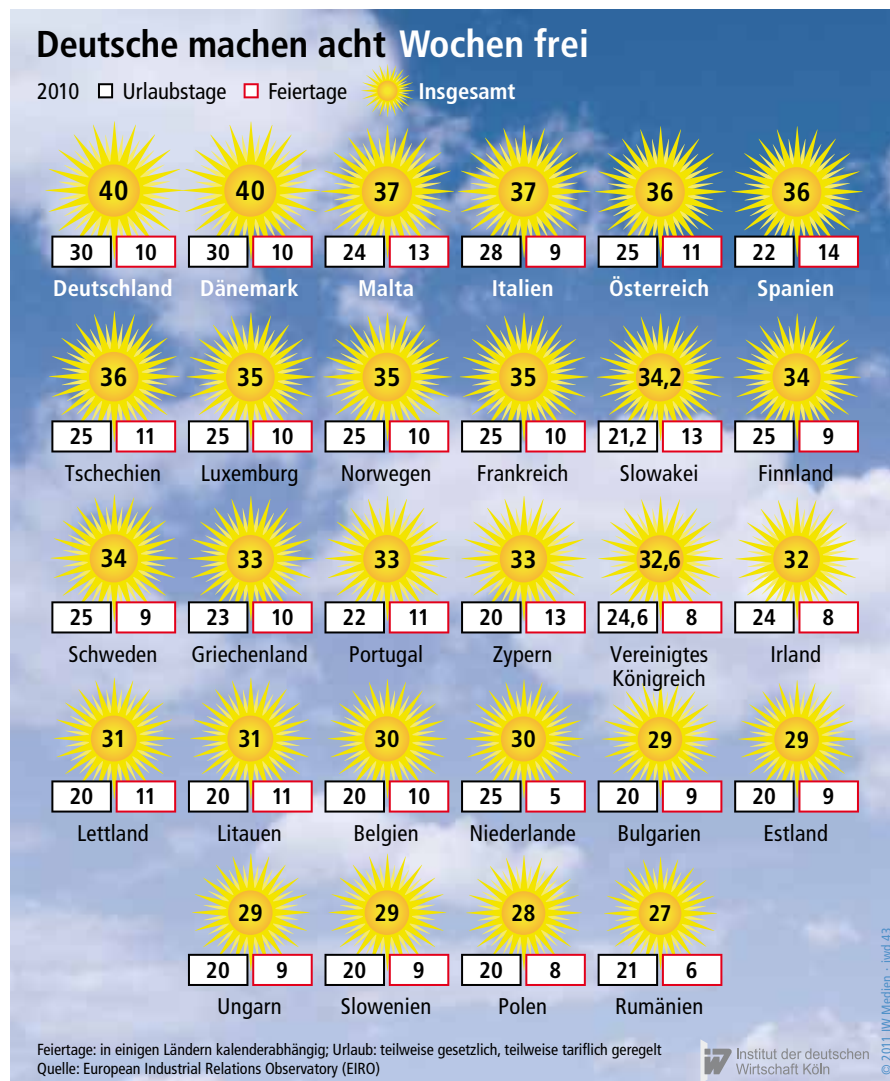 Deutsche machen acht Wochen frei
2010 Urlaubstage Feiertage Insgesamt
40 40 37 37 36 36
30 10 30 10 24 13 28 9 25 11 22 14
Deutschland Dänemark Malta Italien Österreich Spanien
36 35 35 35 34,2 34
25 11 25 10 25 10 25 10 21,2 13 25 9
Tschechien Luxemburg Norwegen Frankreich Slowakei Finnland
34 33 33 33 32,6 32
25 9 23 10 22 11 20 13 24,6 8 24 8
Schweden Griechenland Portugal Zypern Vereinigtes Irland
Königreich
31 31 30 30 29 29
20 11 20 11 20 10 25 5 20 9 20 9
Lettland Litauen Belgien Niederlande Bulgarien Estland
29 29 28 27
20 9 20 9 20 8 21 6
Ungarn Slowenien Polen Rumänien
Feiertage: in einigen Ländern kalenderabhängig; Urlaub: teilweise gesetzlich, teilweise tariflich geregelt
Quelle: European Industrial Relations Observatory (EIRO)
iw Institut der deutschen
Wirtschaft Köln
© 2011 IW Medien · iwd 43